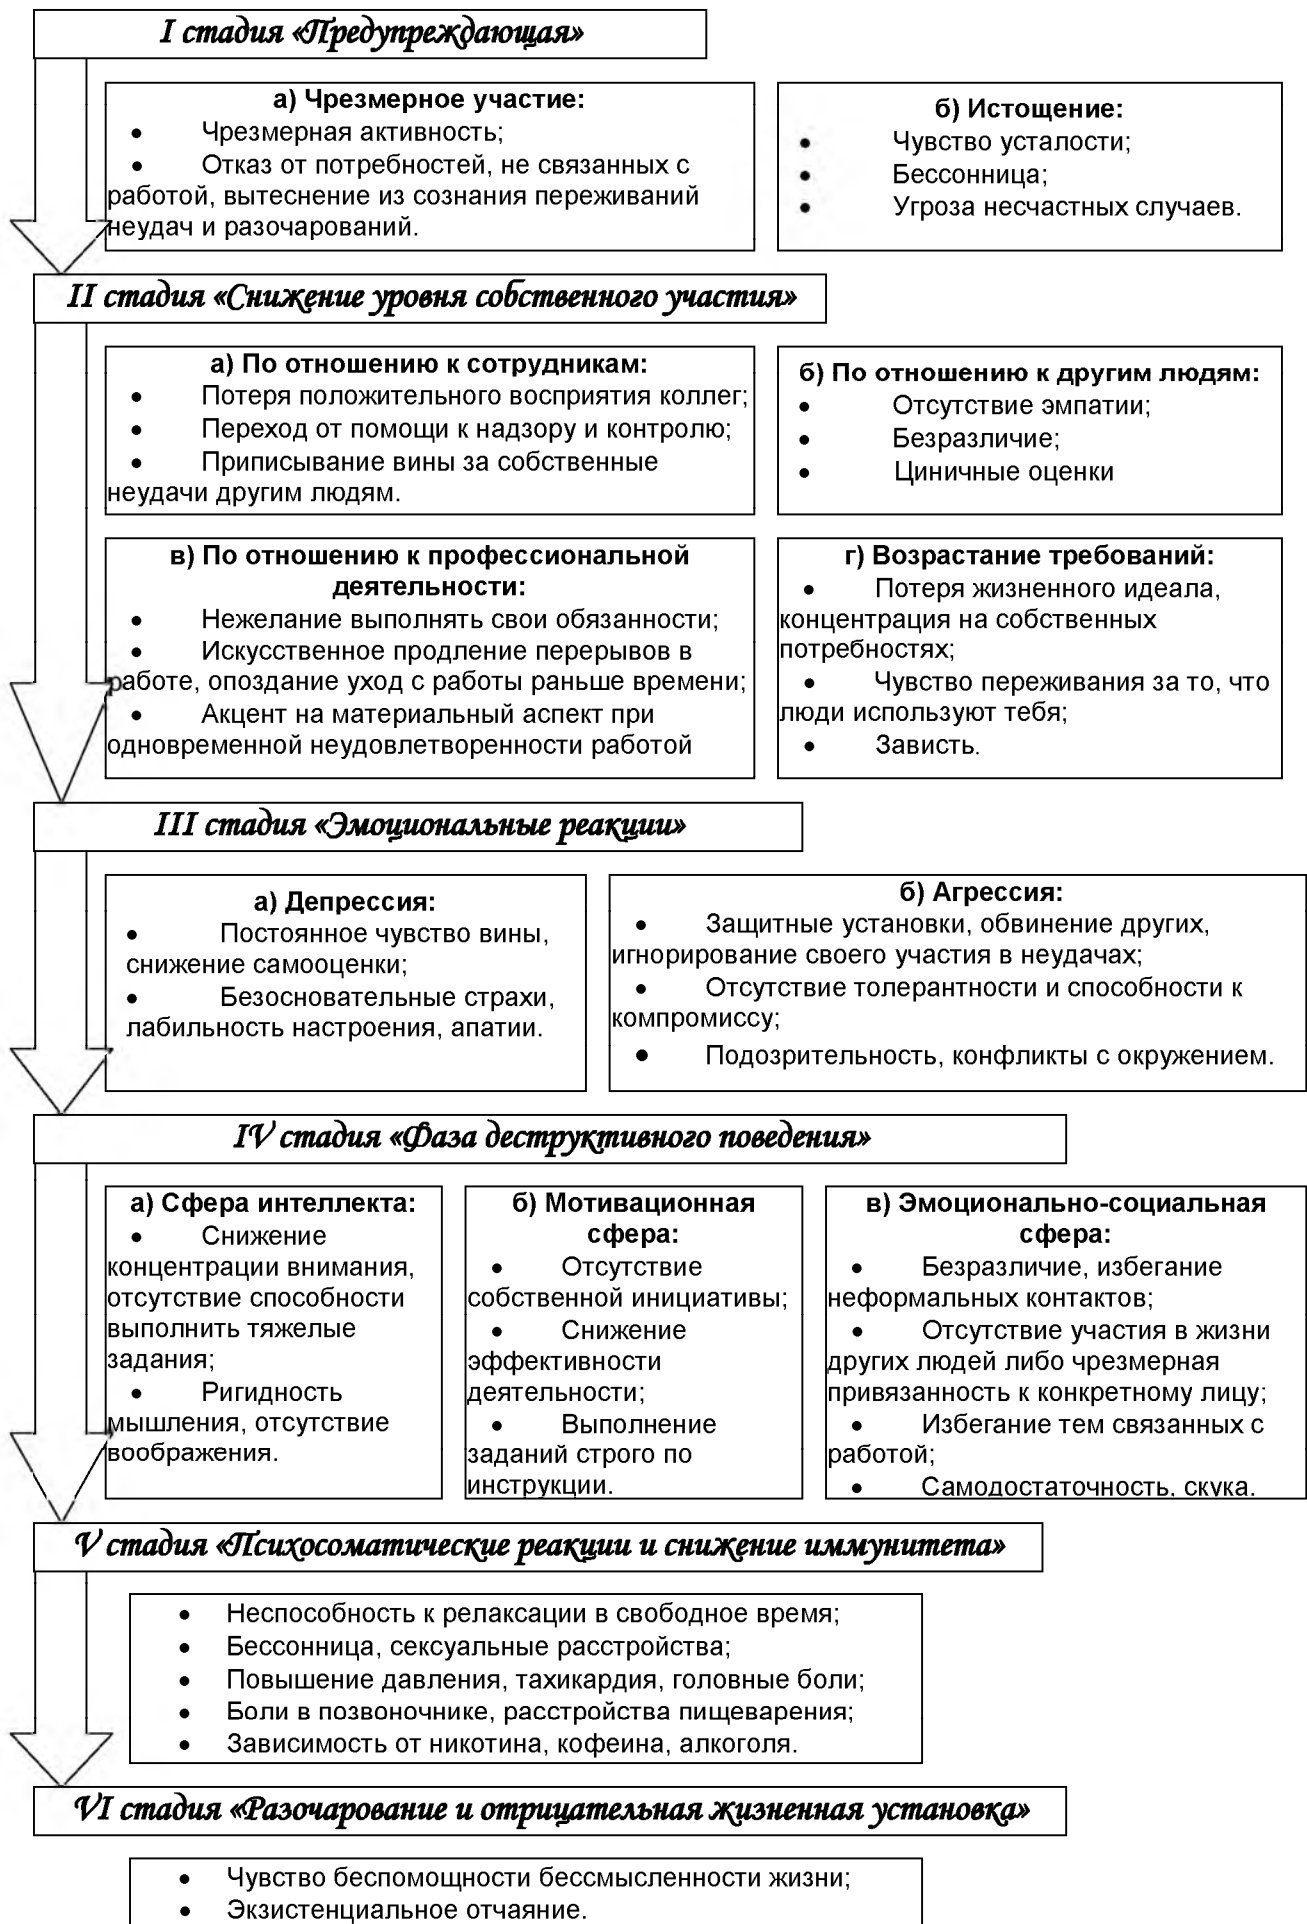 I стадия «Предупреждающая»
а) Чрезмерное участие:
• Чрезмерная активность;
• Отказ от потребностей, не связанных с
работой, вытеснение из сознания переживаний
неудач и разочарований.
б) Истощение:
• Чувство усталости;
• Бессонница;
• Угроза несчастных случаев.
II стадия «Снижение уровня собственного участия»
а) По отношению к сотрудникам:
• Потеря положительного восприятия коллег;
• Переход от помощи к надзору и контролю;
• Приписывание вины за собственные
неудачи другим людям.
б) По отношению к другим людям:
• Отсутствие эмпатии;
• Безразличие;
• Циничные оценки
в) По отношению к профессиональной
деятельности:
• Нежелание выполнять свои обязанности;
• Искусственное продление перерывов в
работе, опоздание уход с работы раньше времени;
• Акцент на материальный аспект при
одновременной неудовлетворенности работой
г) Возрастание требований:
• Потеря жизненного идеала,
концентрация на собственных
потребностях;
• Чувство переживания за то, что
люди используют тебя;
• Зависть.
III стадия «Эмоциональные реакции»
а) Депрессия:
• Постоянное чувство вины,
снижение самооценки;
• Безосновательные страхи,
лабильность настроения, апатии.
б) Агрессия:
• Защитные установки, обвинение других,
игнорирование своего участия в неудачах;
• Отсутствие толерантности и способности к
компромиссу;
• Подозрительность, конфликты с окружением.
IV стадия «Фаза деструктивного поведения»
а) Сфера интеллекта:
• Снижение
концентрации внимания,
отсутствие способности
выполнить тяжелые
задания;
• Ригидность
мышления, отсутствие
воображения.
б) Мотивационная
сфера:
• Отсутствие
собственной инициативы;
• Снижение
эффективности
деятельности;
• Выполнение
заданий строго по
инструкции.
в) Эмоционально-социальная
сфера:
• Безразличие, избегание
неформальных контактов;
• Отсутствие участия в жизни
других людей либо чрезмерная
привязанность к конкретному лицу;
• Избегание тем связанных с
работой;
• Самодостаточность, скука.
V стадия «Психосоматические реакции и снижение иммунитета»
• Неспособность к релаксации в свободное время;
• Бессонница, сексуальные расстройства;
• Повышение давления, тахикардия, головные боли;
• Боли в позвоночнике, расстройства пищеварения;
• Зависимость от никотина, кофеина, алкоголя.
VI стадия «Разочарование и отрицательная жизненная установка»
• Чувство беспомощности бессмысленности жизни;
• Экзистенциальное отчаяние.